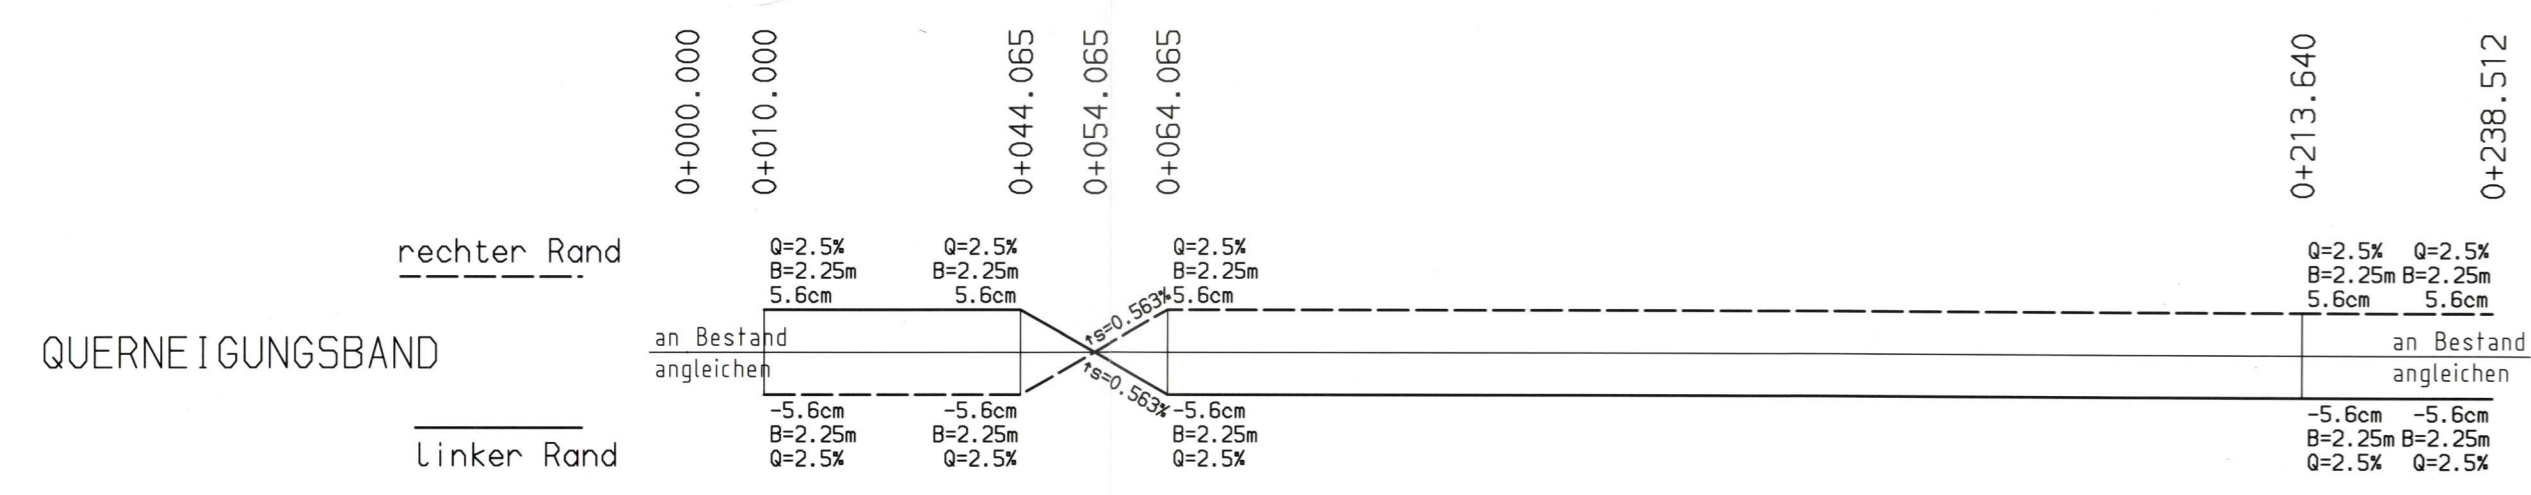 0+000.000
0+010.000
0+044.065
0+054.065
0+064.065
0+213.640
0+238.512
rechter Rand
Q=2.5% Q=2.5% Q=2.5% Q=2.5% Q=2.5%
B=2.25m B=2.25m B=2.25m B=2.25m B=2.25m
5.6cm 5.6cm 5.6cm 5.6cm 5.6cm
s=0.563%
QUERNEIGUNGSBAND
an Bestand an Bestand
angleichen angleichen
s=0.563%
-5.6cm -5.6cm -5.6cm -5.6cm -5.6cm
B=2.25m B=2.25m B=2.25m B=2.25m B=2.25m
linker Rand
Q=2.5% Q=2.5% Q=2.5% Q=2.5% Q=2.5%